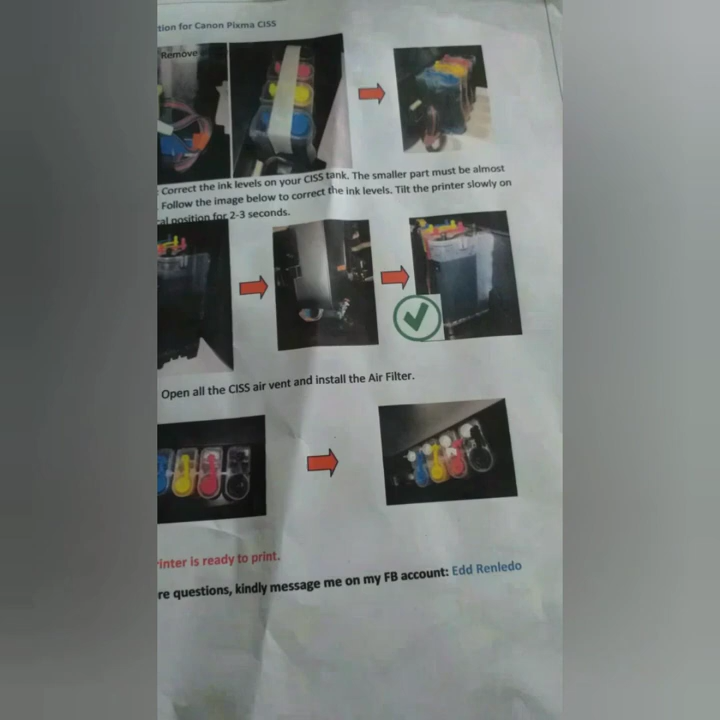 tion for Canon Pixma CISS
Remove
Correct the ink levels on your CISS tank. The smaller part must be almost
. Follow the image below to correct the ink levels. Tilt the printer slowly on
al position for 2-3 seconds.
Open all the CISS air vent and install the Air Filter.
rinter is ready to print.
re questions, kindly message me on my FB account: Edd Renledo